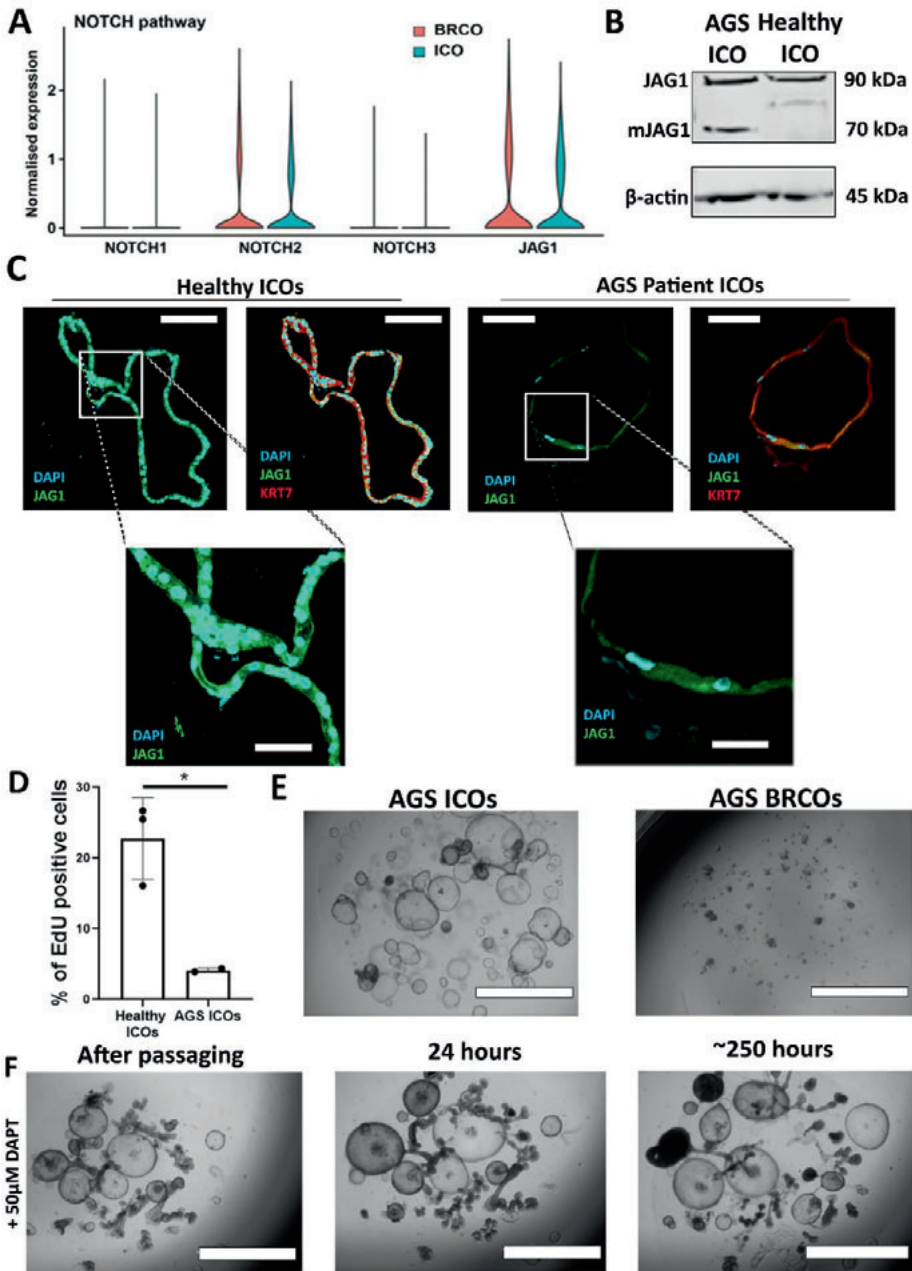 A
NOTCH pathway
BRCO
ICO
Normalised expression
2
1
0
NOTCH1
NOTCH2
NOTCH3
JAG1
B
AGS Healthy
ICO ICO
JAG1
90 kDa
mJAG1
70 kDa
β-actin
45 kDa
C
Healthy ICOs
AGS Patient ICOs
DAPI
JAG1
DAPI
JAG1
KRT7
DAPI
JAG1
DAPI
JAG1
KRT7
DAPI
JAG1
DAPI
JAG1
D
% of EdU positive cells
30
20
10
0
*
Healthy
ICOs
AGS ICOs
E
AGS ICOs
AGS BRCOs
F
After passaging
24 hours
~250 hours
+ 50µM DAPT